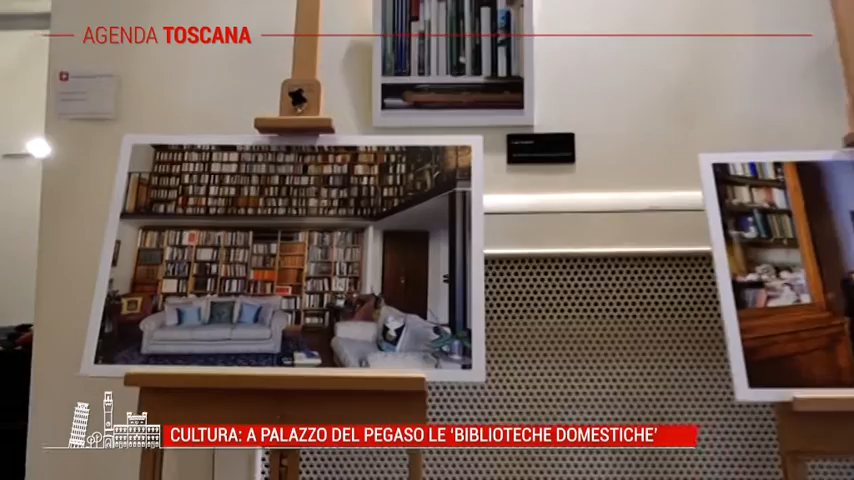 AGENDA TOSCANA
CULTURA: A PALAZZO DEL PEGASO LE 'BIBLIOTECHE DOMESTICHE'